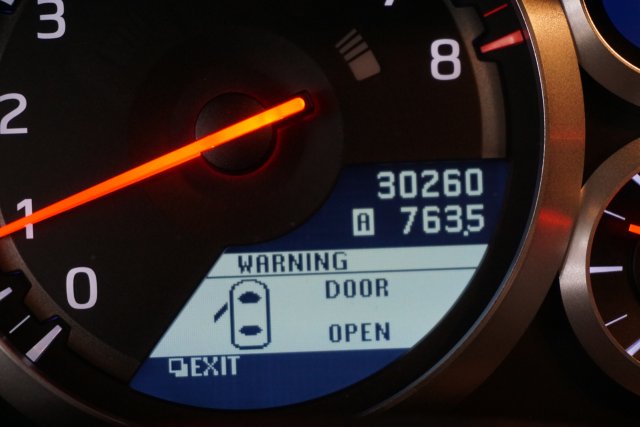 3
2
1
0
8
30260
A 763.5
WARNING
DOOR
OPEN
EXIT